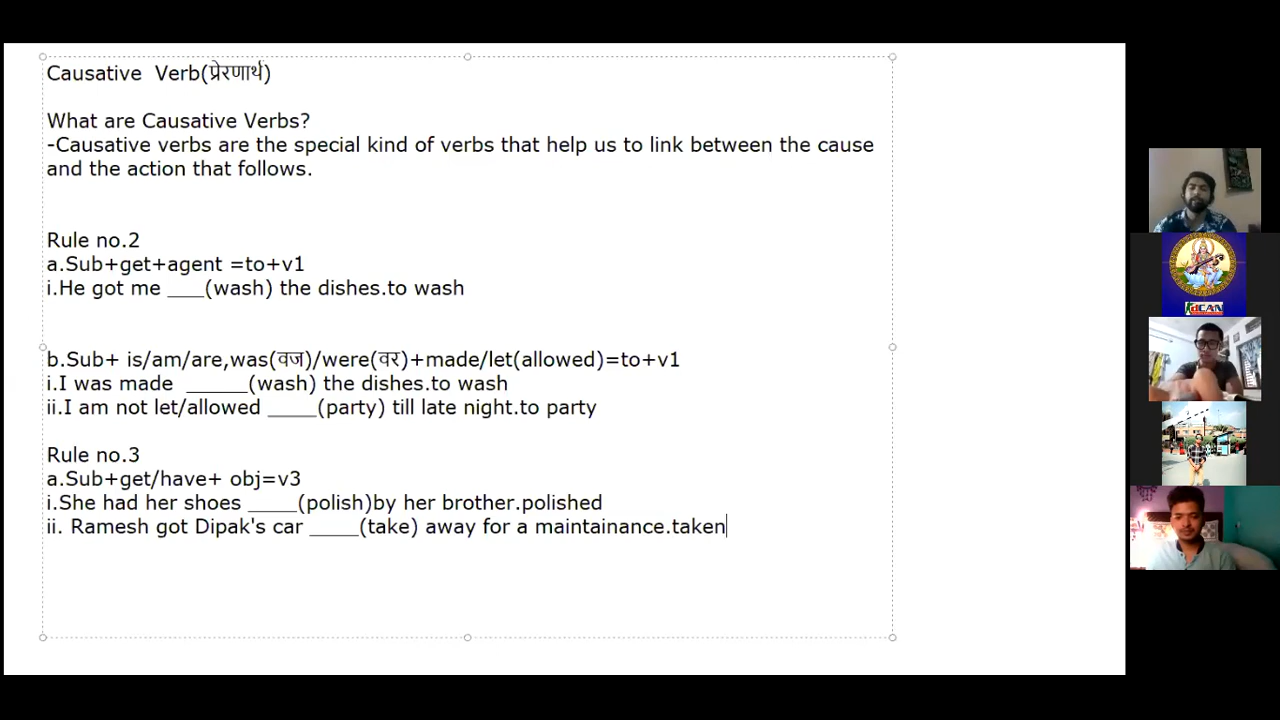 Causative Verb(प्रेरणार्थ)
What are Causative Verbs?
-Causative verbs are the special kind of verbs that help us to link between the cause
and the action that follows.
Rule no.2
a.Sub+get+agent =to+v1
i.He got me ___(wash) the dishes.to wash
b.Sub+ is/am/are,was(वज)/were(वर)+made/let(allowed)=to+v1
i.I was made _____(wash) the dishes.to wash
ii.I am not let/allowed ____(party) till late night.to party
Rule no.3
a.Sub+get/have+ obj=v3
i.She had her shoes ____(polish)by her brother.polished
ii. Ramesh got Dipak's car ____(take) away for a maintainance.taken